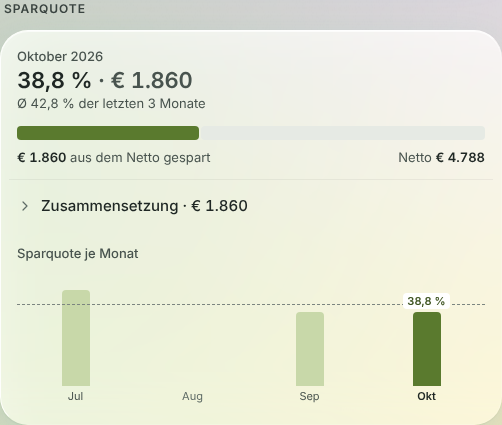 SPARQUOTE
Oktober 2026
38,8 % · € 1.860
Ø 42,8 % der letzten 3 Monate
€ 1.860 aus dem Netto gespart
Netto € 4.788
Zusammensetzung · € 1.860
Sparquote je Monat
38,8 %
Jul
Aug
Sep
Okt